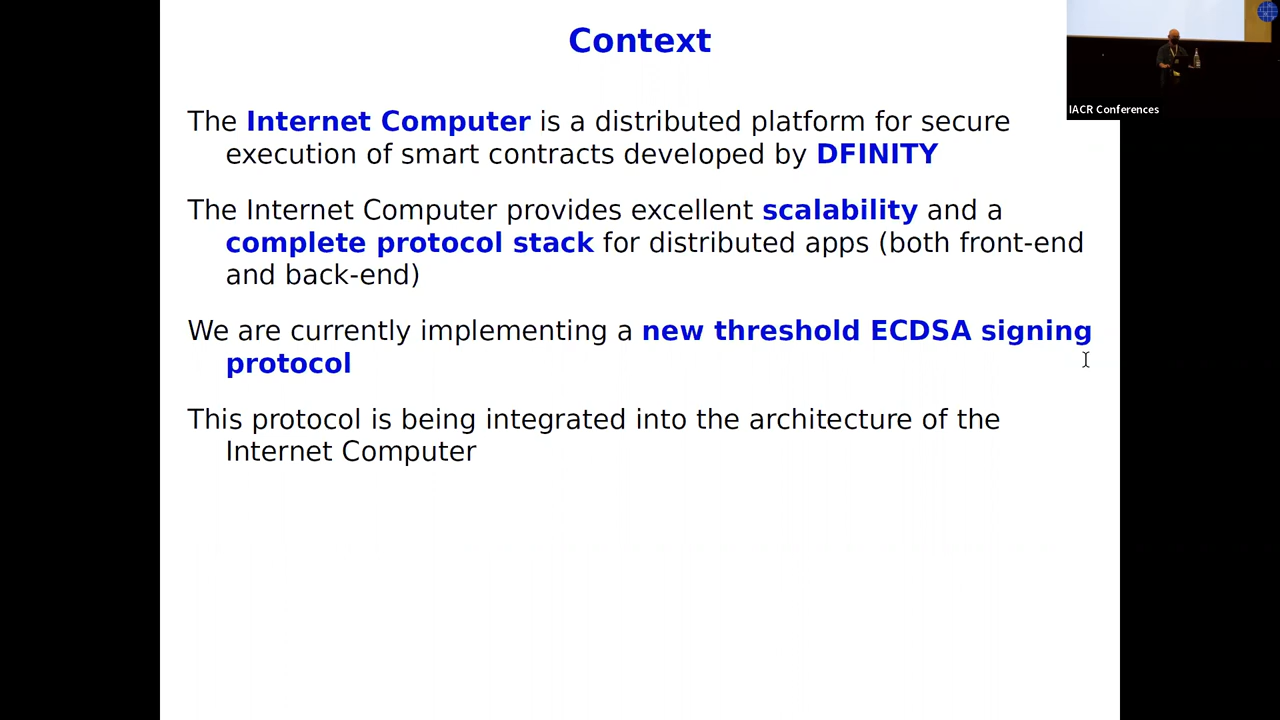 Context
The Internet Computer is a distributed platform for secure
execution of smart contracts developed by DFINITY
The Internet Computer provides excellent scalability and a
complete protocol stack for distributed apps (both front-end
and back-end)
We are currently implementing a new threshold ECDSA signing
protocol
This protocol is being integrated into the architecture of the
Internet Computer
IACR Conferences